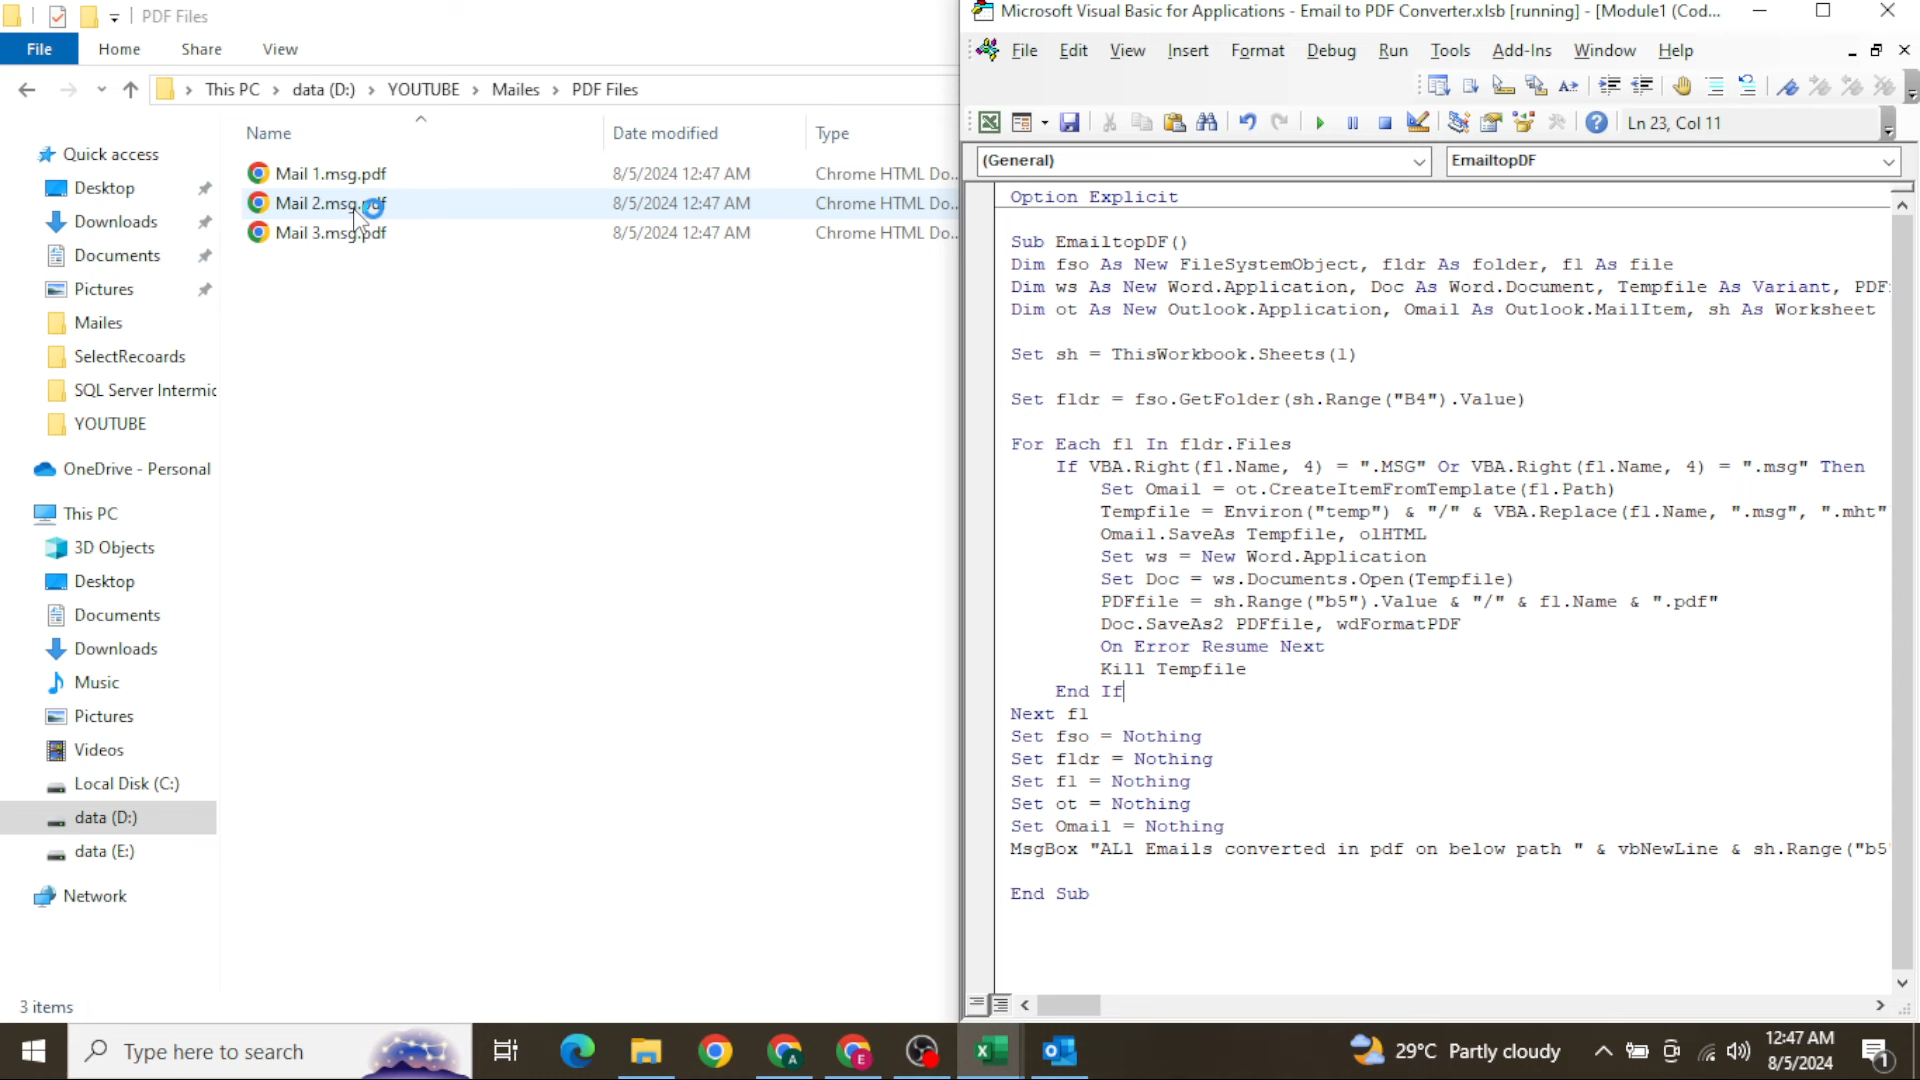 PDF Files
File Home Share View
This PC > data (D:) > YOUTUBE > Mailes > PDF Files
Name Date modified Type
Mail 1.msg.pdf 8/5/2024 12:47 AM Chrome HTML Do...
Mail 2.msg.pdf 8/5/2024 12:47 AM Chrome HTML Do...
Mail 3.msg.pdf 8/5/2024 12:47 AM Chrome HTML Do...
Quick access
Desktop
Downloads
Documents
Pictures
Mailes
SelectRecoards
SQL Server Intermic
YOUTUBE
OneDrive - Personal
This PC
3D Objects
Desktop
Documents
Downloads
Music
Pictures
Videos
Local Disk (C:)
data (D:)
data (E:)
Network
3 items
Microsoft Visual Basic for Applications - Email to PDF Converter.xlsb [running] - [Module1 (Cod...
File Edit View Insert Format Debug Run Tools Add-Ins Window Help
Ln 23, Col 11
(General) EmailtopDF
Option Explicit
Sub EmailtopDF()
Dim fso As New FileSystemObject, fldr As folder, fl As file
Dim ws As New Word.Application, Doc As Word.Document, Tempfile As Variant, PDF
Dim ot As New Outlook.Application, Omail As Outlook.MailItem, sh As Worksheet
Set sh = ThisWorkbook.Sheets(1)
Set fldr = fso.GetFolder(sh.Range("B4").Value)
For Each fl In fldr.Files
If VBA.Right(fl.Name, 4) = ".MSG" Or VBA.Right(fl.Name, 4) = ".msg" Then
Set Omail = ot.CreateItemFromTemplate(fl.Path)
Tempfile = Environ("temp") & "/" & VBA.Replace(fl.Name, ".msg", ".mht"
Omail.SaveAs Tempfile, olHTML
Set ws = New Word.Application
Set Doc = ws.Documents.Open(Tempfile)
PDFfile = sh.Range("b5").Value & "/" & fl.Name & ".pdf"
Doc.SaveAs2 PDFfile, wdFormatPDF
On Error Resume Next
Kill Tempfile
End If
Next fl
Set fso = Nothing
Set fldr = Nothing
Set fl = Nothing
Set ot = Nothing
Set Omail = Nothing
MsgBox "ALl Emails converted in pdf on below path " & vbNewLine & sh.Range("b5
End Sub
Type here to search
29°C Partly cloudy
12:47 AM
8/5/2024
1